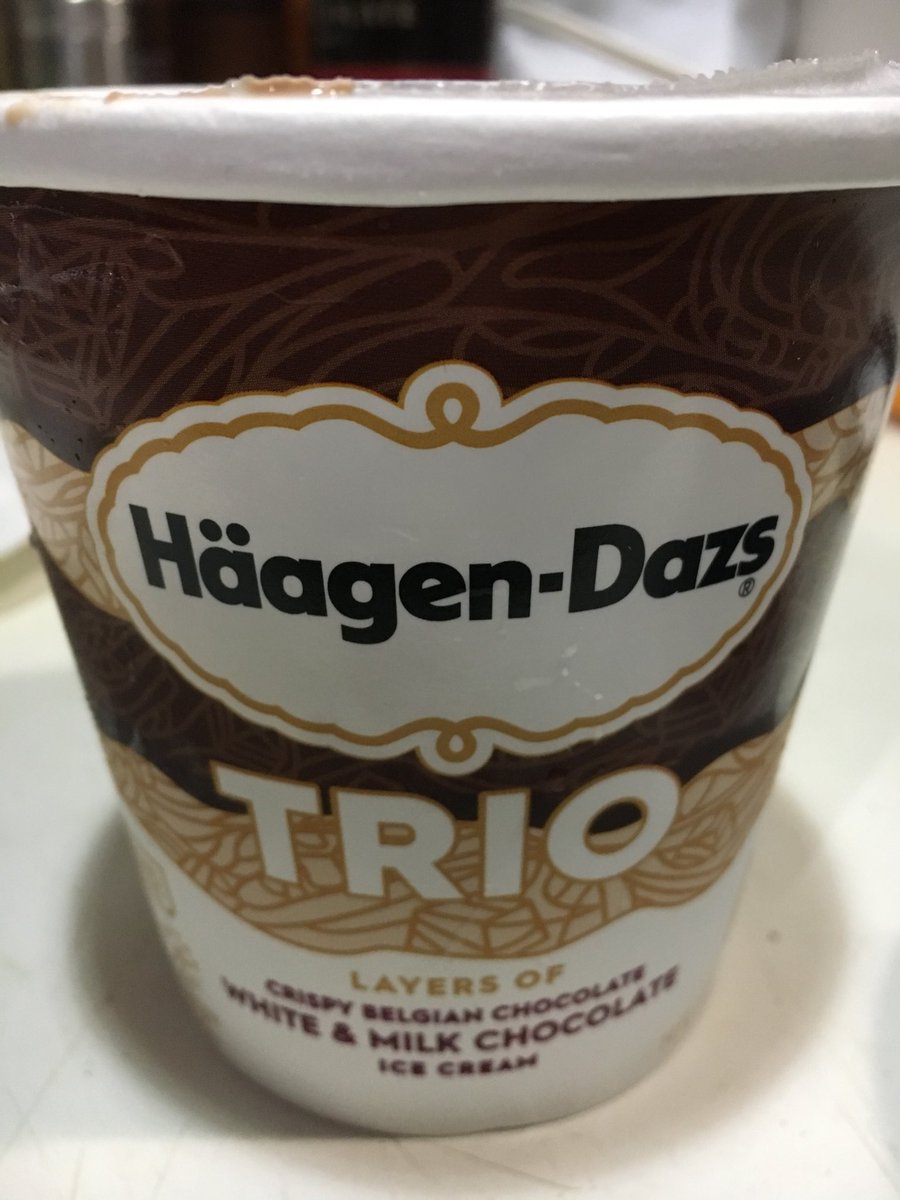 Häagen-Dazs®
TRIO
LAYERS OF
CRISPY BELGIAN CHOCOLATE
WHITE & MILK CHOCOLATE
ICE CREAM